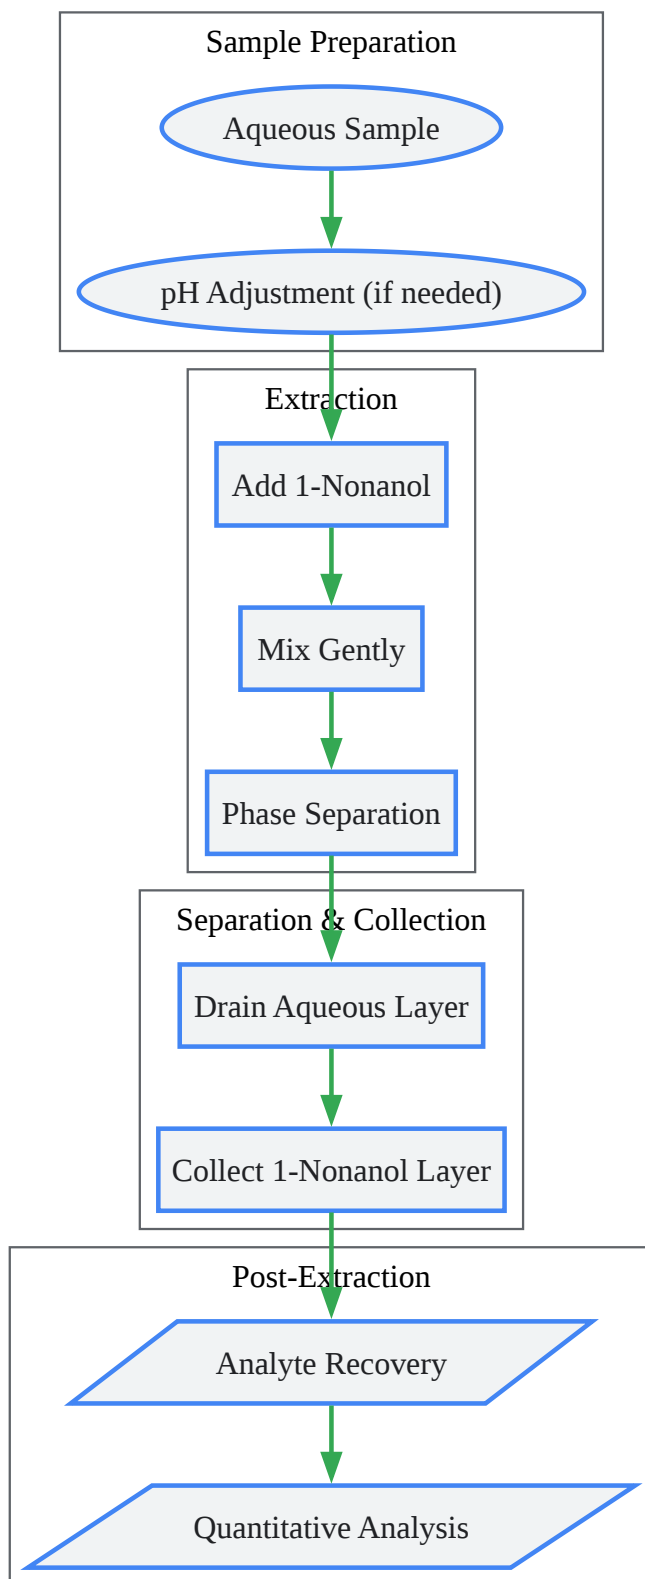 Sample Preparation
Aqueous Sample
pH Adjustment (if needed)
Extraction
Add 1-Nonanol
Mix Gently
Phase Separation
Separation & Collection
Drain Aqueous Layer
Collect 1-Nonanol Layer
Post-Extraction
Analyte Recovery
Quantitative Analysis